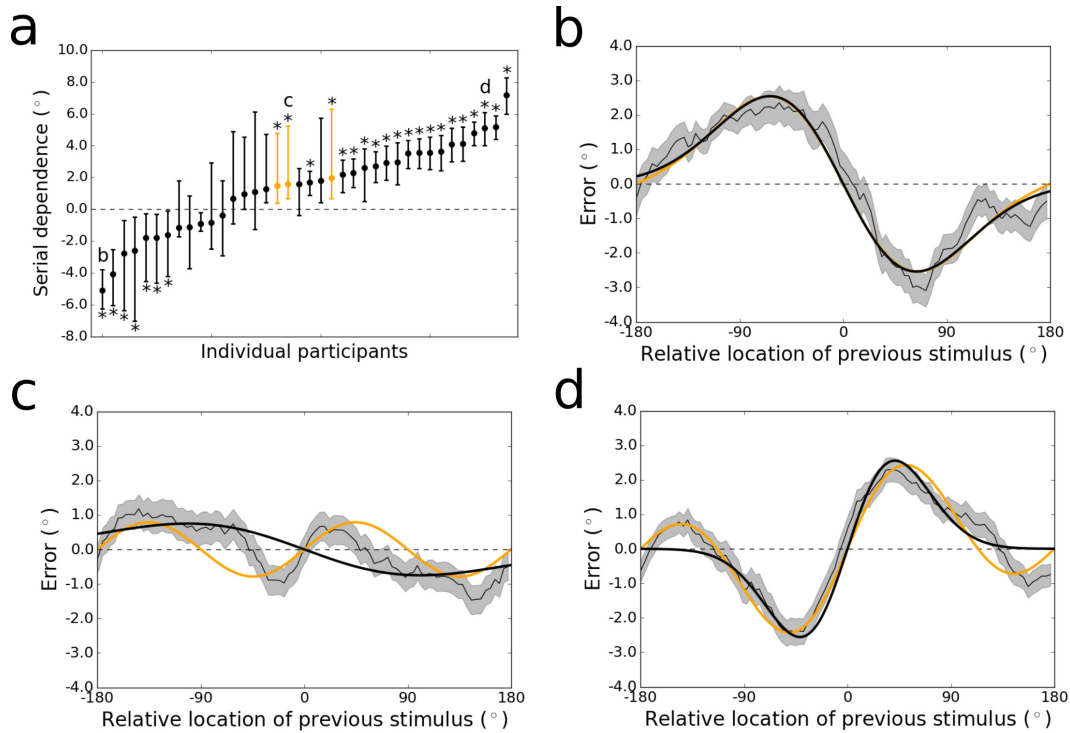 a
10.0
8.0
6.0
4.0
2.0
0.0
-2.0
-4.0
-6.0
-8.0
Serial dependence (°)
b
c
d
* * * * * * * * * * * * * * * * * * * * * * * * *
Individual participants
b
4.0
3.0
2.0
1.0
0.0
-1.0
-2.0
-3.0
-4.0
Error (°)
-180 -90 0 90 180
Relative location of previous stimulus (°)
c
4.0
3.0
2.0
1.0
0.0
-1.0
-2.0
-3.0
-4.0
Error (°)
-180 -90 0 90 180
Relative location of previous stimulus (°)
d
4.0
3.0
2.0
1.0
0.0
-1.0
-2.0
-3.0
-4.0
Error (°)
-180 -90 0 90 180
Relative location of previous stimulus (°)